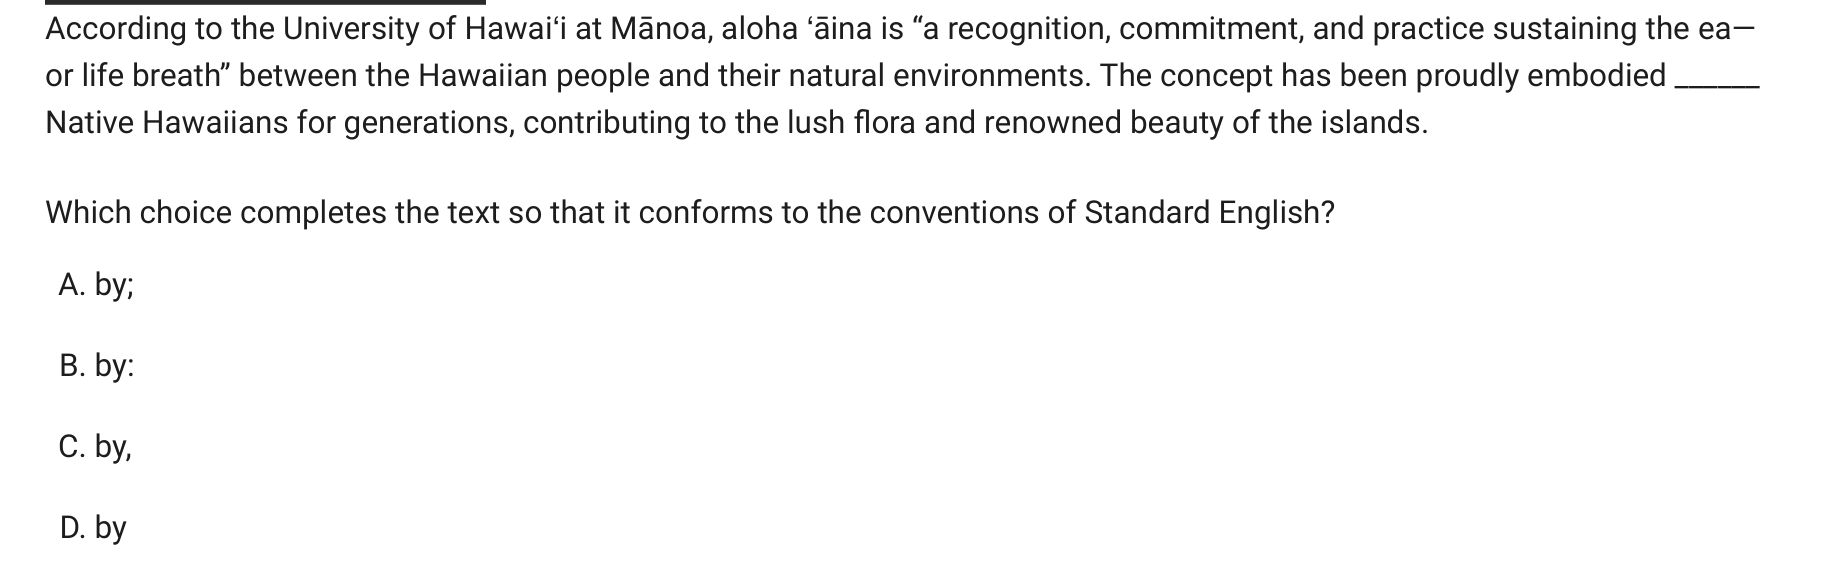 According to the University of Hawaiʻi at Mānoa, aloha ʻāina is “a recognition, commitment, and practice sustaining the ea—
or life breath” between the Hawaiian people and their natural environments. The concept has been proudly embodied ______
Native Hawaiians for generations, contributing to the lush flora and renowned beauty of the islands.
Which choice completes the text so that it conforms to the conventions of Standard English?
A. by;
B. by:
C. by,
D. by